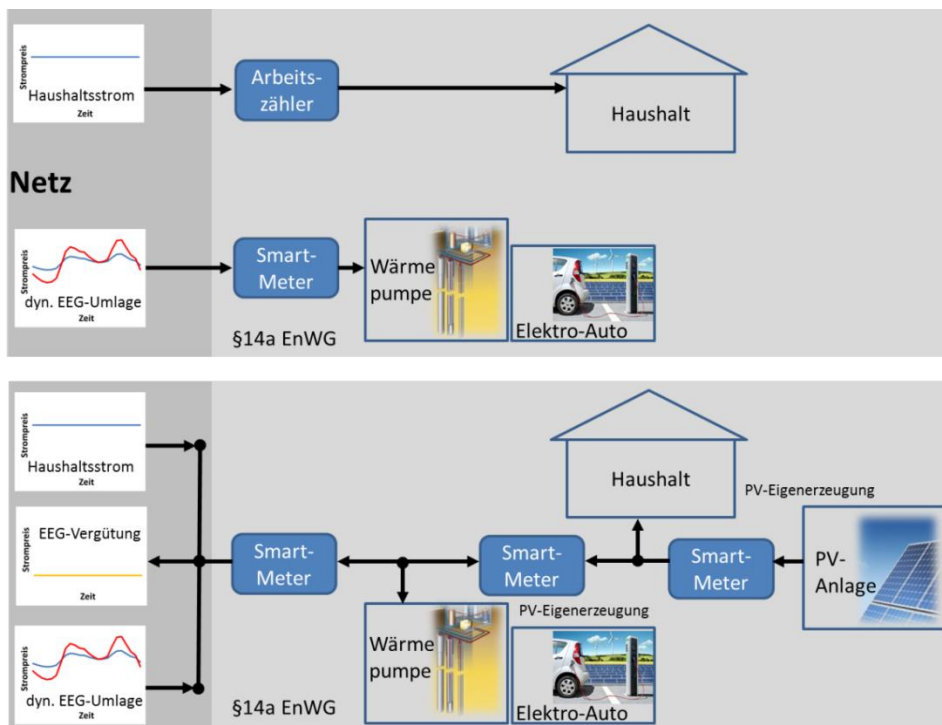 Strompreis
Haushaltsstrom
Zeit
Arbeits-
zähler
Haushalt
Netz
Strompreis
dyn. EEG-Umlage
Zeit
Smart-
Meter
Wärme
pumpe
Elektro-Auto
§14a EnWG
Strompreis
Haushaltsstrom
Zeit
Haushalt
PV-Eigenerzeugung
Strompreis
EEG-Vergütung
Zeit
Smart-
Meter
Smart-
Meter
Smart-
Meter
PV-
Anlage
PV-Eigenerzeugung
Strompreis
dyn. EEG-Umlage
Zeit
§14a EnWG
Wärme
pumpe
Elektro-Auto